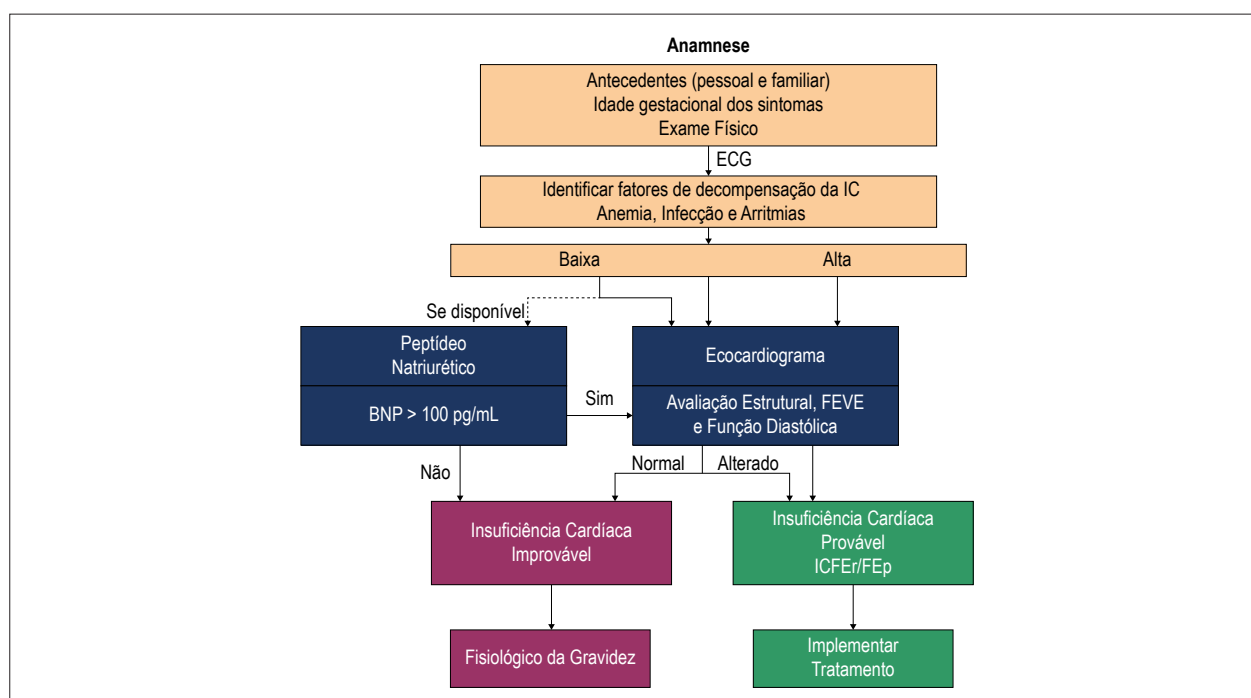 Anamnese
Antecedentes (pessoal e familiar)
Idade gestacional dos sintomas
Exame Físico
ECG
Identificar fatores de decompensação da IC
Anemia, Infecção e Arritmias
Baixa
Alta
Se disponível
Peptídeo
Natriurético
BNP > 100 pg/mL
Sim
Ecocardiograma
Avaliação Estrutural, FEVE
e Função Diastólica
Não
Normal
Alterado
Insuficiência Cardíaca
Improvável
Insuficiência Cardíaca
Provável
ICFEr/FEp
Fisiológico da Gravidez
Implementar
Tratamento